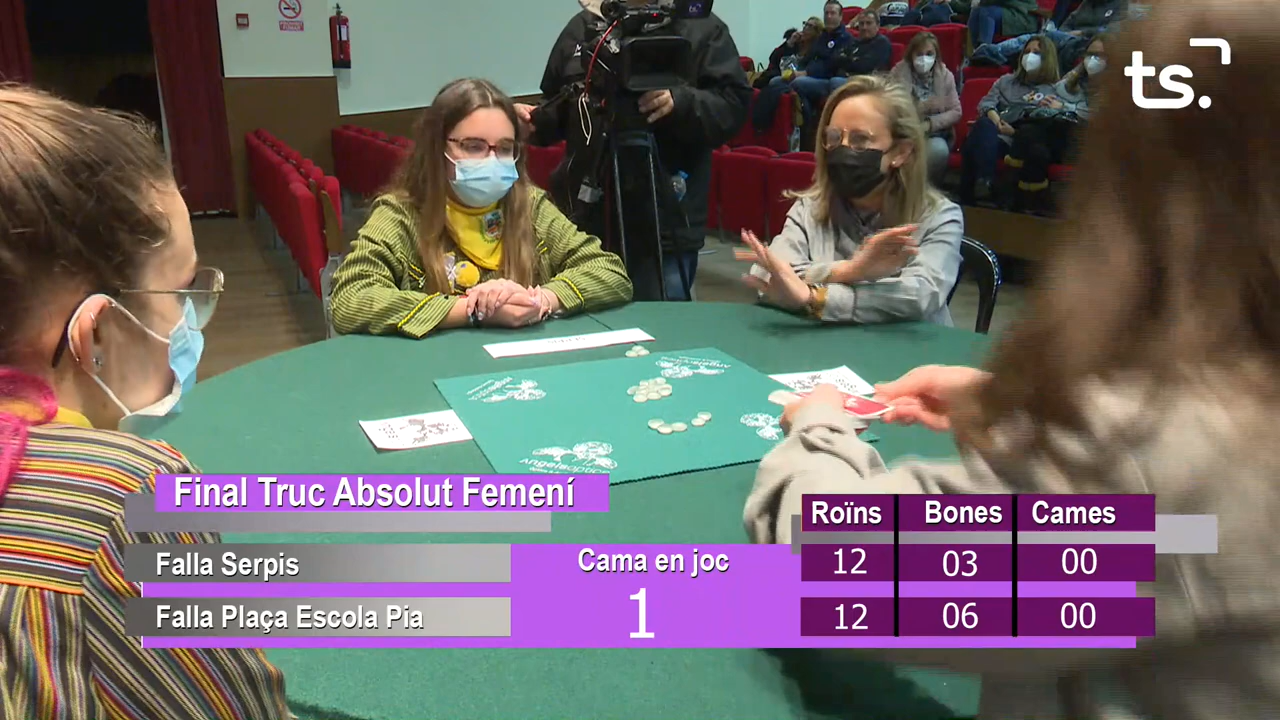 ts.
Final Truc Absolut Femení
Roïns Bones Cames
Falla Serpis
Cama en joc
12 03 00
Falla Plaça Escola Pia
1
12 06 00
Angelsoptica